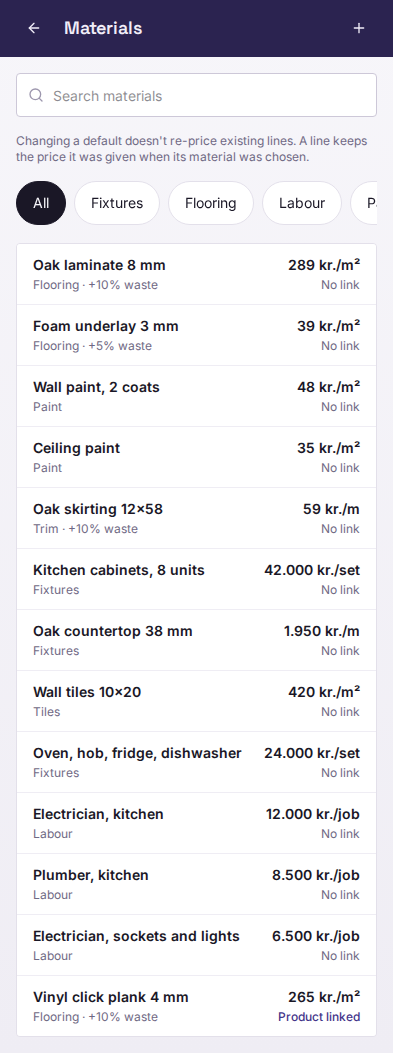 Materials
Search materials
Changing a default doesn't re-price existing lines. A line keeps
the price it was given when its material was chosen.
All Fixtures Flooring Labour
Oak laminate 8 mm 289 kr./m²
Flooring · +10% waste No link
Foam underlay 3 mm 39 kr./m²
Flooring · +5% waste No link
Wall paint, 2 coats 48 kr./m²
Paint No link
Ceiling paint 35 kr./m²
Paint No link
Oak skirting 12×58 59 kr./m
Trim · +10% waste No link
Kitchen cabinets, 8 units 42.000 kr./set
Fixtures No link
Oak countertop 38 mm 1.950 kr./m
Fixtures No link
Wall tiles 10×20 420 kr./m²
Tiles No link
Oven, hob, fridge, dishwasher 24.000 kr./set
Fixtures No link
Electrician, kitchen 12.000 kr./job
Labour No link
Plumber, kitchen 8.500 kr./job
Labour No link
Electrician, sockets and lights 6.500 kr./job
Labour No link
Vinyl click plank 4 mm 265 kr./m²
Flooring · +10% waste Product linked